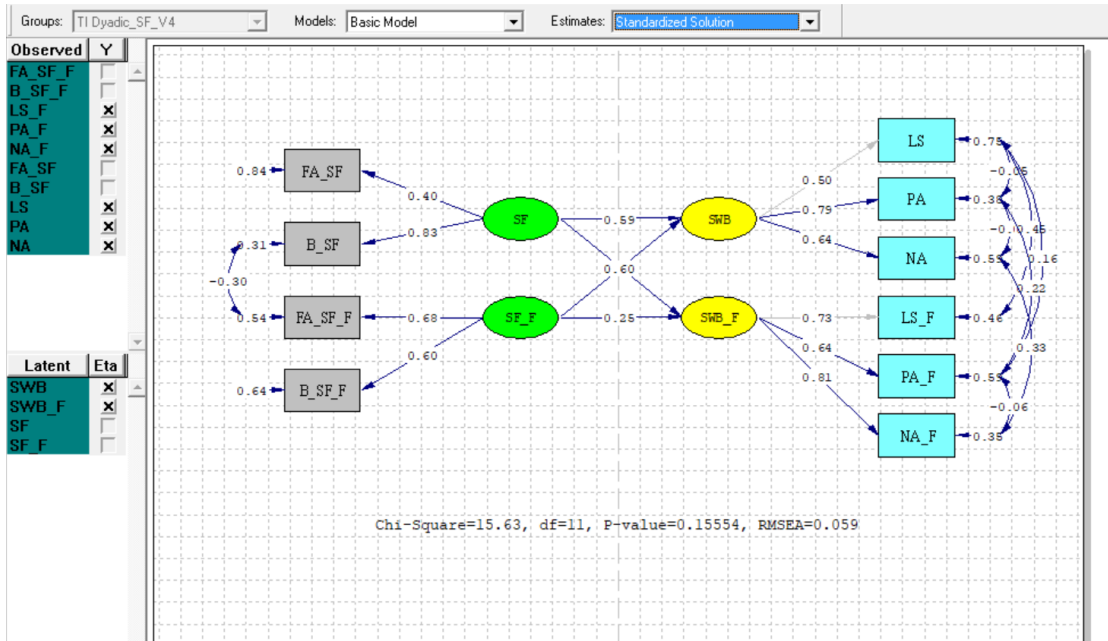 Groups: TI Dyadic_SF_V4 Models: Basic Model Estimates: Standardized Solution
Observed Y
FA_SF_F
B_SF_F
LS_F
PA_F
NA_F
FA_SF
B_SF
LS
PA
NA
Latent Eta
SWB
SWB_F
SF
SF_F
0.84 FA_SF
0.31 B_SF
-0.30
0.54 FA_SF_F
0.64 B_SF_F
0.40
0.83
0.68
0.60
SF
SF_F
0.59
0.60
0.25
SWB
SWB_F
0.50
0.79
0.64
0.73
0.64
0.81
LS 0.75
PA 0.38
NA 0.59
LS_F 0.46
PA_F 0.59
NA_F 0.35
0.45
0.16
0.22
0.33
-0.06
Chi-Square=15.63, df=11, P-value=0.15554, RMSEA=0.059